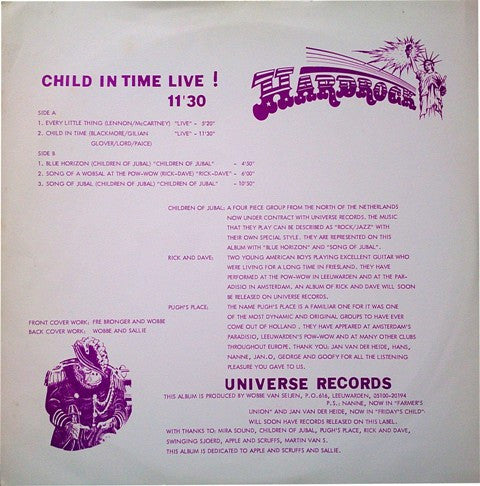 CHILD IN TIME LIVE !
11'30
HARDROCK
SIDE A
1. EVERY LITTLE THING (LENNON/McCARTNEY) "LIVE" - 5'20"
2. CHILD IN TIME (BLACKMORE/GILIAN "LIVE" - 11'30"
GLOVER/LORD/PAICE)
SIDE B
1. BLUE HORIZON (CHILDREN OF JUBAL) "CHILDREN OF JUBAL" - 4'50"
2. SONG OF A WOBSAL AT THE POW-WOW (RICK-DAVE) "RICK-DAVE" - 6'00"
3. SONG OF JUBAL (CHILDREN OF JUBAL) "CHILDREN OF JUBAL" - 10'50"
CHILDREN OF JUBAL: A FOUR PIECE GROUP FROM THE NORTH OF THE NETHERLANDS
NOW UNDER CONTRACT WITH UNIVERSE RECORDS. THE MUSIC
THAT THEY PLAY CAN BE DESCRIBED AS "ROCK/JAZZ" WITH
THEIR OWN SPECIAL STYLE. THEY ARE REPRESENTED ON THIS
ALBUM WITH "BLUE HORIZON" AND "SONG OF JUBAL".
RICK AND DAVE: TWO YOUNG AMERICAN BOYS PLAYING EXCELLENT GUITAR WHO
WERE LIVING FOR A LONG TIME IN FRIESLAND. THEY HAVE
PERFORMED AT THE POW-WOW IN LEEUWARDEN AND AT THE PAR-
ADISO IN AMSTERDAM. AN ALBUM OF RICK AND DAVE WILL SOON
BE RELEASED ON UNIVERSE RECORDS.
PUGH'S PLACE: THE NAME PUGH'S PLACE IS A FAMILIAR ONE FOR IT WAS ONE
OF THE MOST DYNAMIC AND ORIGINAL GROUPS TO HAVE EVER
COME OUT OF HOLLAND . THEY HAVE APPEARED AT AMSTERDAM'S
PARADISIO, LEEUWARDEN'S POW-WOW AND AT MANY OTHER CLUBS
THROUGHOUT EUROPE. THANK YOU: JAN VAN DER HEIDE, HANS,
NANNE, JAN.O, GEORGE AND GOOFY FOR ALL THE LISTENING
PLEASURE YOU GAVE TO US.
FRONT COVER WORK: FRE BRONGER AND WOBBE
BACK COVER WORK: WOBBE AND SALLIE
UNIVERSE RECORDS
THIS ALBUM IS PRODUCED BY WOBBE VAN SEIJEN, P.O.616, LEEUWARDEN, 05100-20194
P.S.: NANNE, NOW IN "FARMER'S
UNION" AND JAN VAN DER HEIDE, NOW IN "FRIDAY'S CHILD"
WILL SOON HAVE RECORDS RELEASED ON THIS LABEL.
WITH THANKS TO: MIRA SOUND, CHILDREN OF JUBAL, PUGH'S PLACE, RICK AND DAVE,
SWINGING SJOERD, APPLE AND SCRUFFS, MARTIN VAN S.
THIS ALBUM IS DEDICATED TO APPLE AND SCRUFFS AND SALLIE.